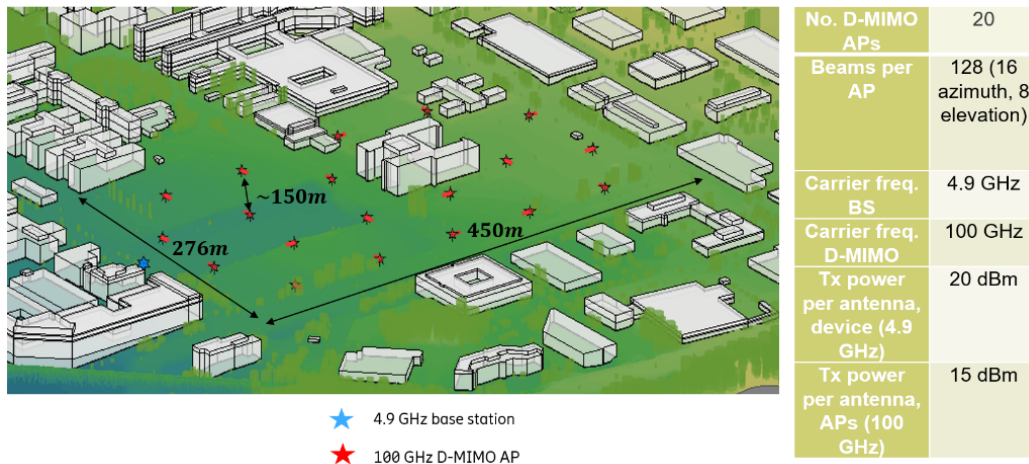 ~150m
276m
450m
4.9 GHz base station
100 GHz D-MIMO AP
No. D-MIMO
APs
20
Beams per
AP
128 (16
azimuth, 8
elevation)
Carrier freq.
BS
4.9 GHz
Carrier freq.
D-MIMO
100 GHz
Tx power
per antenna,
device (4.9
GHz)
20 dBm
Tx power
per antenna,
APs (100
GHz)
15 dBm